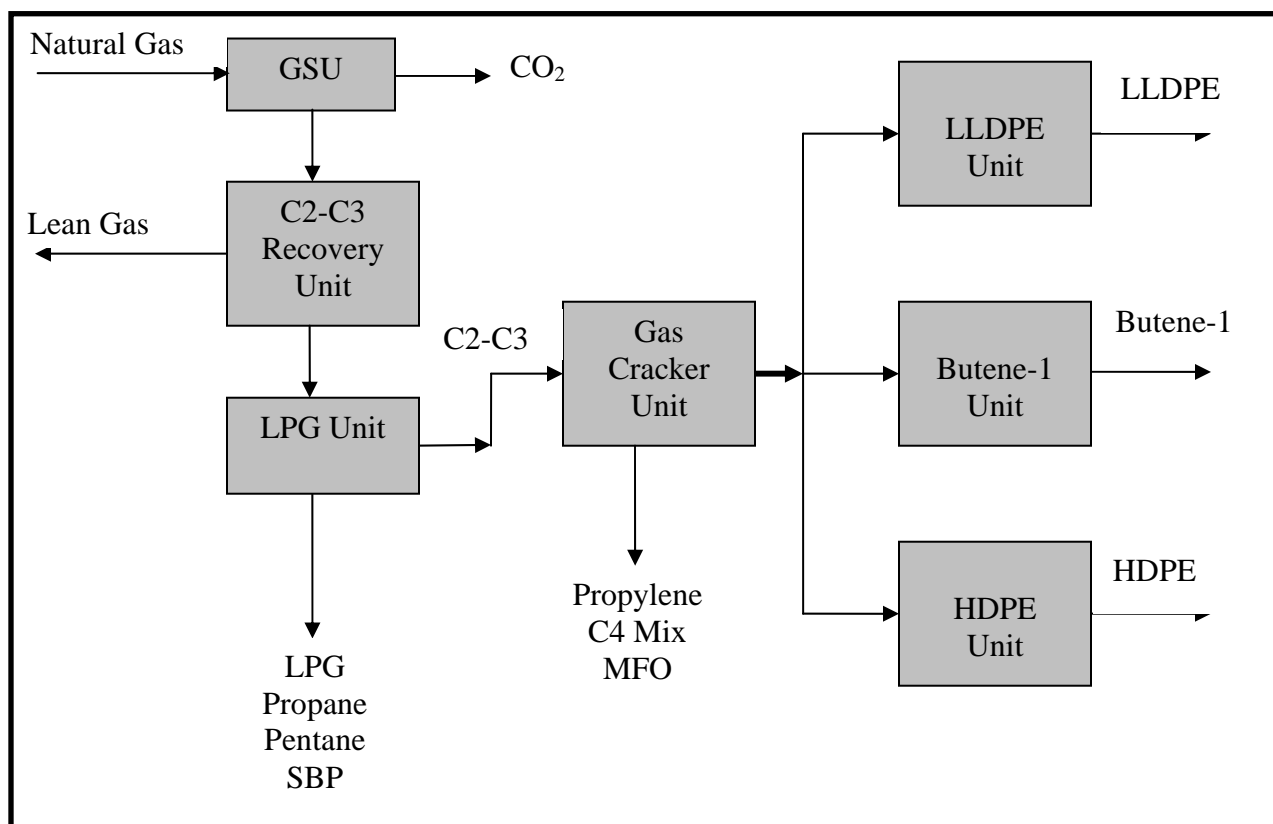 Natural Gas
GSU
CO₂
LLDPE
LLDPE
Unit
Lean Gas
C2-C3
Recovery
Unit
C2-C3
Gas
Cracker
Unit
Butene-1
Butene-1
Unit
LPG Unit
HDPE
HDPE
Unit
Propylene
C4 Mix
MFO
LPG
Propane
Pentane
SBP